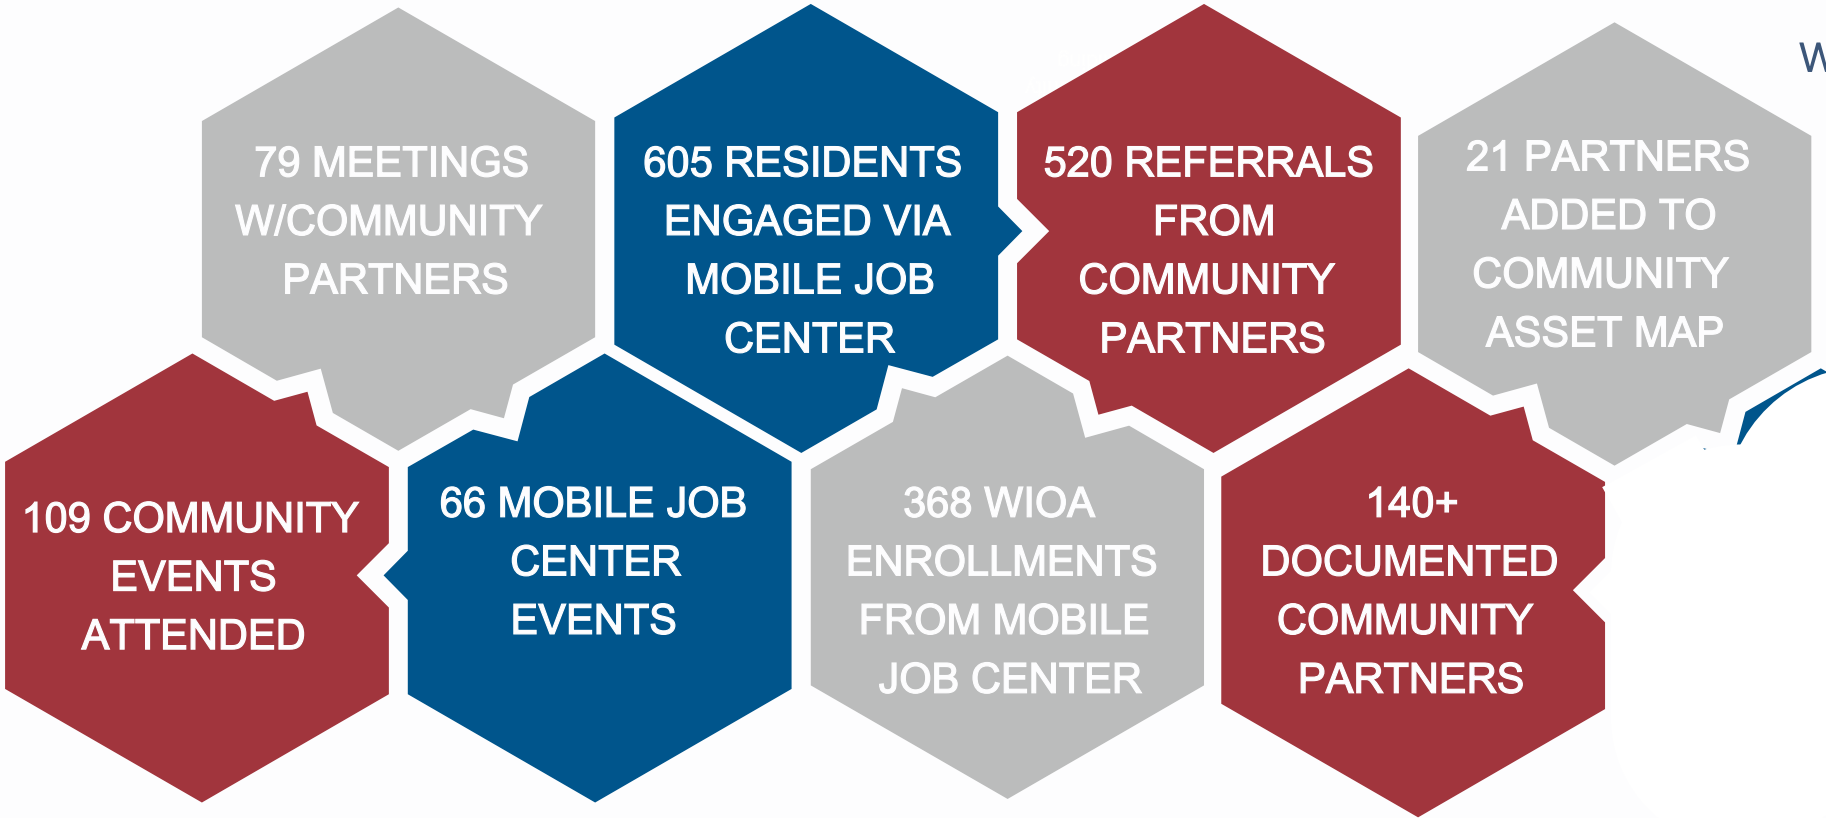 79 MEETINGS
W/COMMUNITY
PARTNERS
605 RESIDENTS
ENGAGED VIA
MOBILE JOB
CENTER
520 REFERRALS
FROM
COMMUNITY
PARTNERS
21 PARTNERS
ADDED TO
COMMUNITY
ASSET MAP
W
109 COMMUNITY
EVENTS
ATTENDED
66 MOBILE JOB
CENTER
EVENTS
368 WIOA
ENROLLMENTS
FROM MOBILE
JOB CENTER
140+
DOCUMENTED
COMMUNITY
PARTNERS